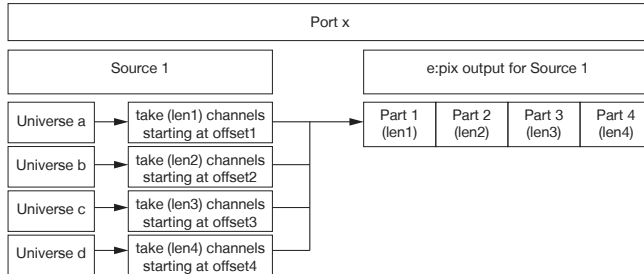 Port x
Source 1
e:pix output for Source 1
Universe a
take (len1) channels
starting at offset1
Part 1
(len1)
Part 2
(len2)
Part 3
(len3)
Part 4
(len4)
Universe b
take (len2) channels
starting at offset2
Universe c
take (len3) channels
starting at offset3
Universe d
take (len4) channels
starting at offset4